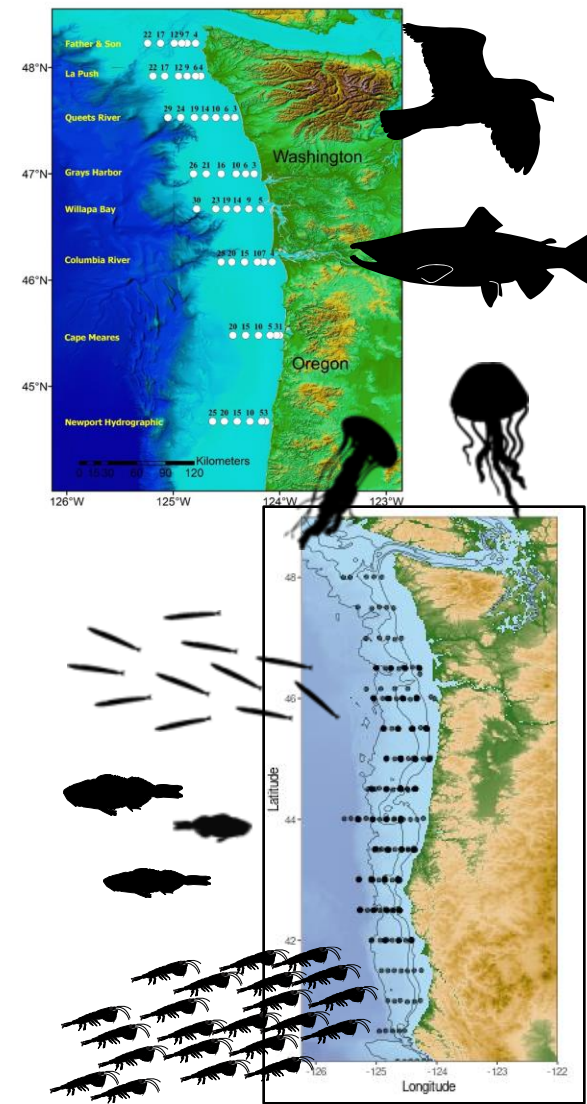 Father & Son 22 17 12 9 7 4
48°N
La Push 22 17 12 9 6 4
Queets River 29 24 19 14 10 6 3
Washington
47°N
Grays Harbor 26 21 16 10 6 3
Willapa Bay 30 23 19 14 9 5
Columbia River 25 20 15 10 7 4
46°N
Cape Meares 20 15 10 5 3 1
Oregon
45°N
Newport Hydrographic 25 20 15 10 5 3
Kilometers
0 15 30 60 90 120
126°W 125°W 124°W 123°W
48
46
44
42
Latitude
-126 -125 -124 -123 -122
Longitude